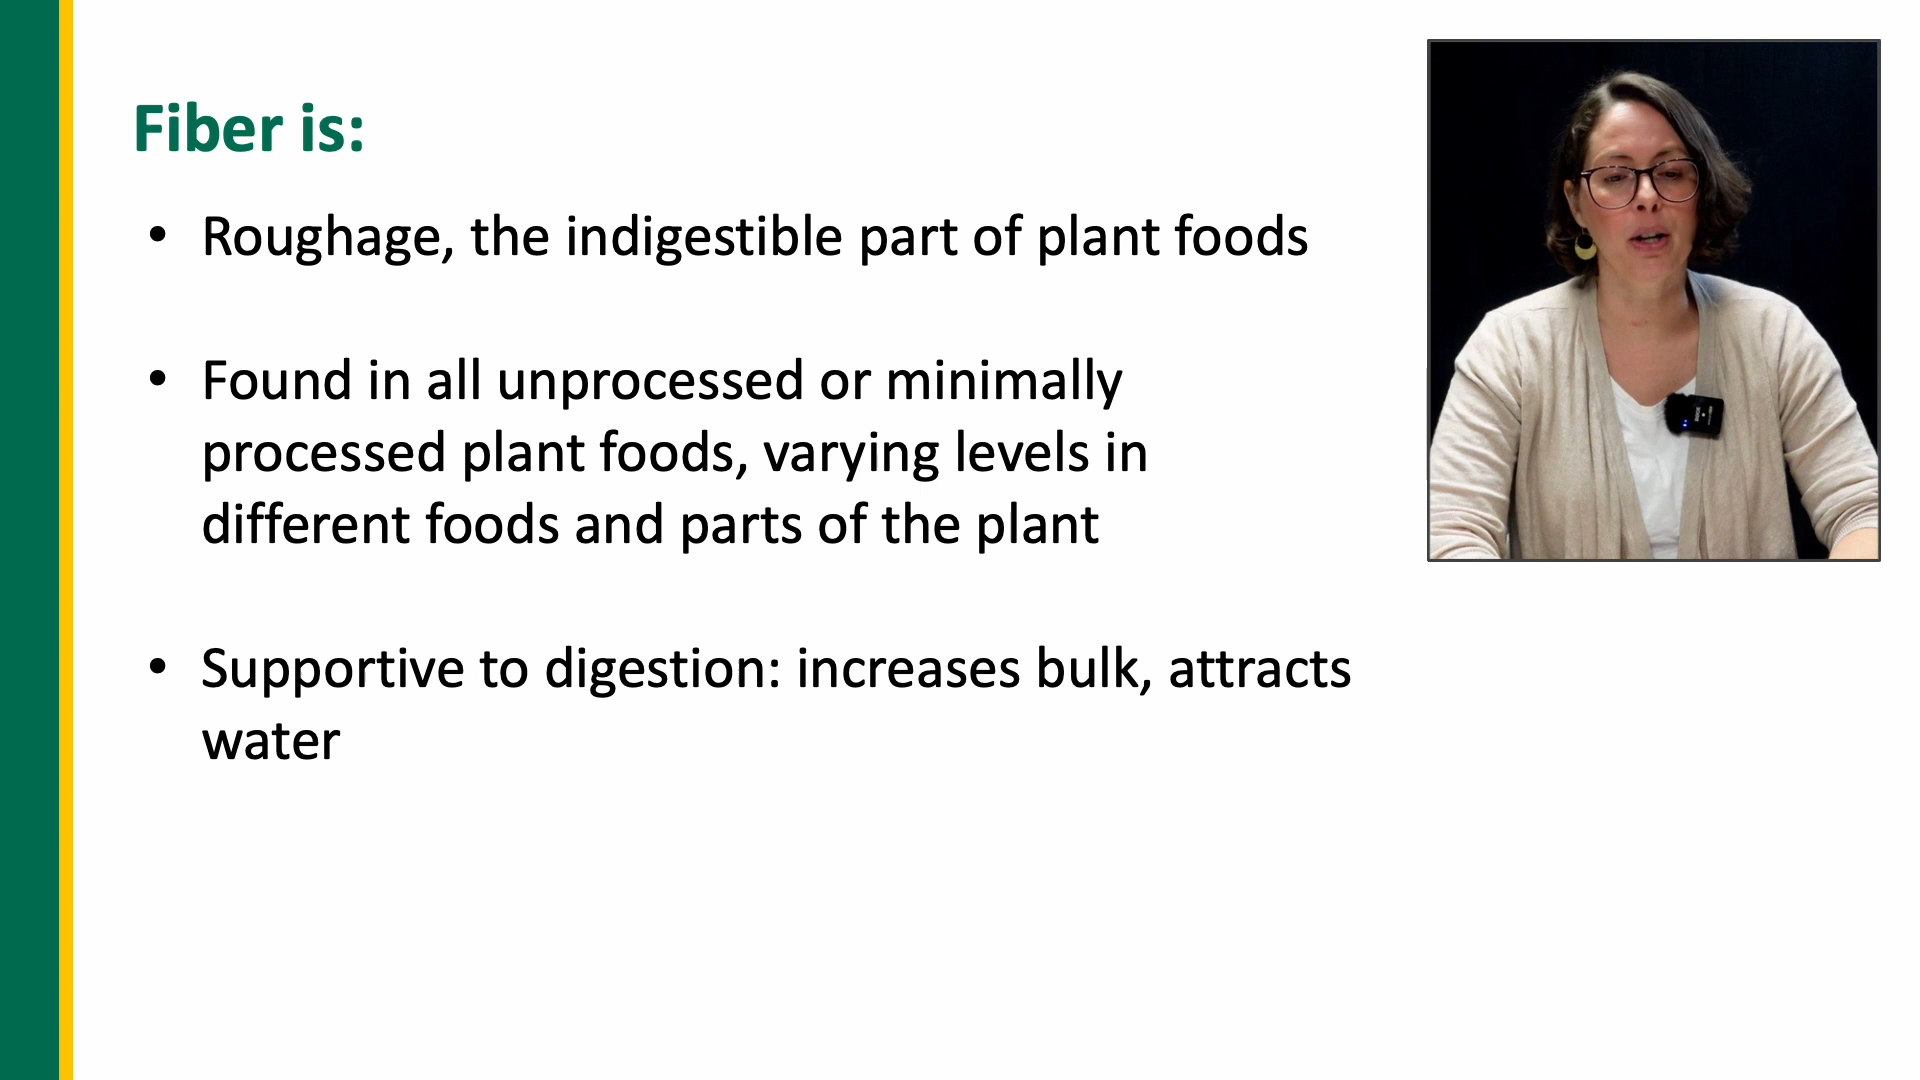 Fiber is:
• Roughage, the indigestible part of plant foods
• Found in all unprocessed or minimally
processed plant foods, varying levels in
different foods and parts of the plant
• Supportive to digestion: increases bulk, attracts
water